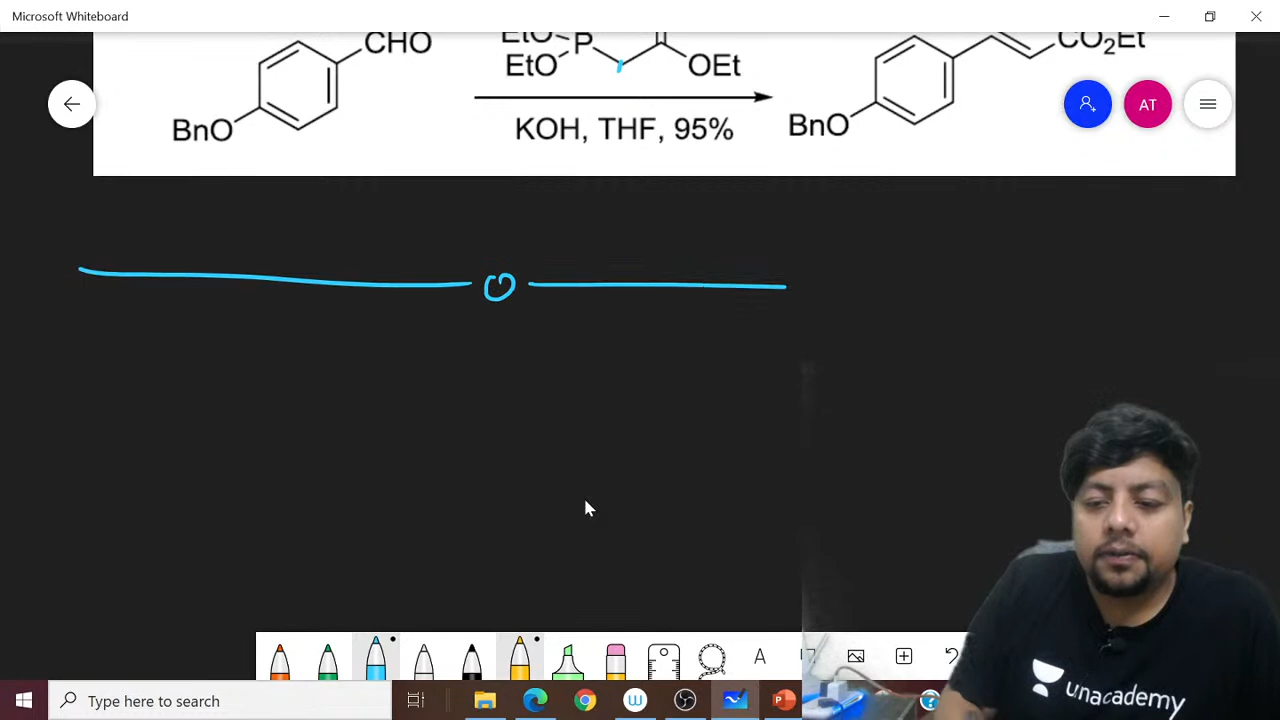 Microsoft Whiteboard
CHO
EtO
P
EtO
OEt
CO₂Et
BnO
KOH, THF, 95%
BnO
AT
unacademy
A
Type here to search